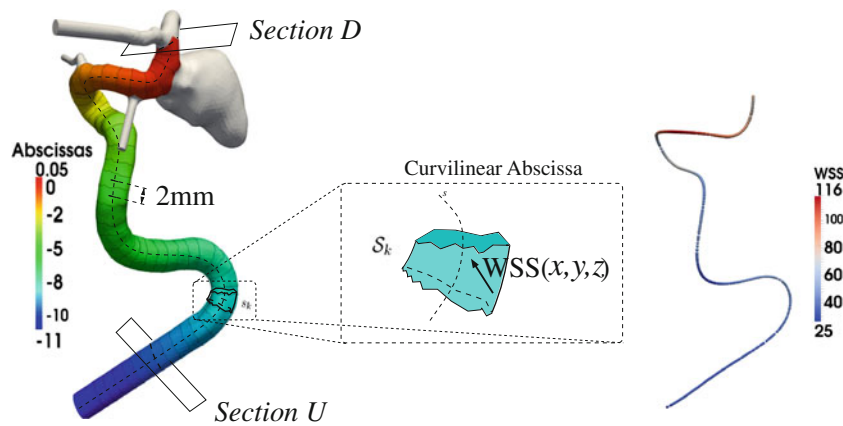 Section D
Abscissas
0.05
0
-2
-5
-8
-10
-11
2mm
s_k
Section U
Curvilinear Abscissa
s
S_k
WSS(x,y,z)
WSS
116
100
80
60
40
25